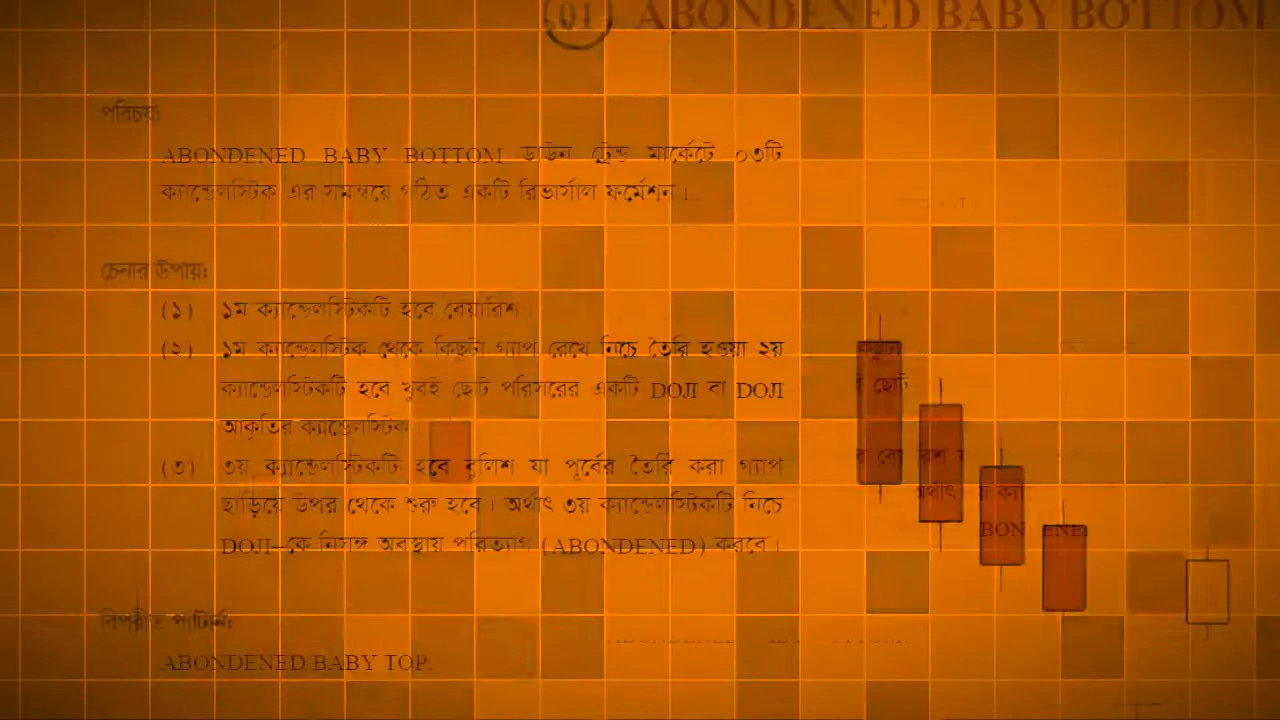 01 ABONDENED BABY BOTTOM
পরিচয়:
ABONDENED BABY BOTTOM ডাউন ট্রেন্ড মার্কেটে ০৩টি
ক্যান্ডেলস্টিক এর সমন্বয়ে গঠিত একটি রিভার্সাল ফর্মেশন।
চেনার উপায়:
(১) ১ম ক্যান্ডেলস্টিকটি হবে বেয়ারিশ
(২) ১ম ক্যান্ডেলস্টিক থেকে কিছুটা গ্যাপ রেখে নিচে তৈরি হওয়া ২য়
ক্যান্ডেলস্টিকটি হবে খুবই ছোট পরিসরের একটি DOJI বা DOJI
আকৃতির ক্যান্ডেলস্টিক
(৩) ৩য় ক্যান্ডেলস্টিকটি হবে বুলিশ যা পূর্বের তৈরি করা গ্যাপ
ছাড়িয়ে উপর থেকে শুরু হবে। অর্থাৎ ৩য় ক্যান্ডেলস্টিকটি নিচে
DOJI-কে নিসঙ্গ অবস্থায় পরিত্যাগ (ABONDENED) করবে।
বিপরীত প্যাটার্ন:
ABONDENED BABY TOP.